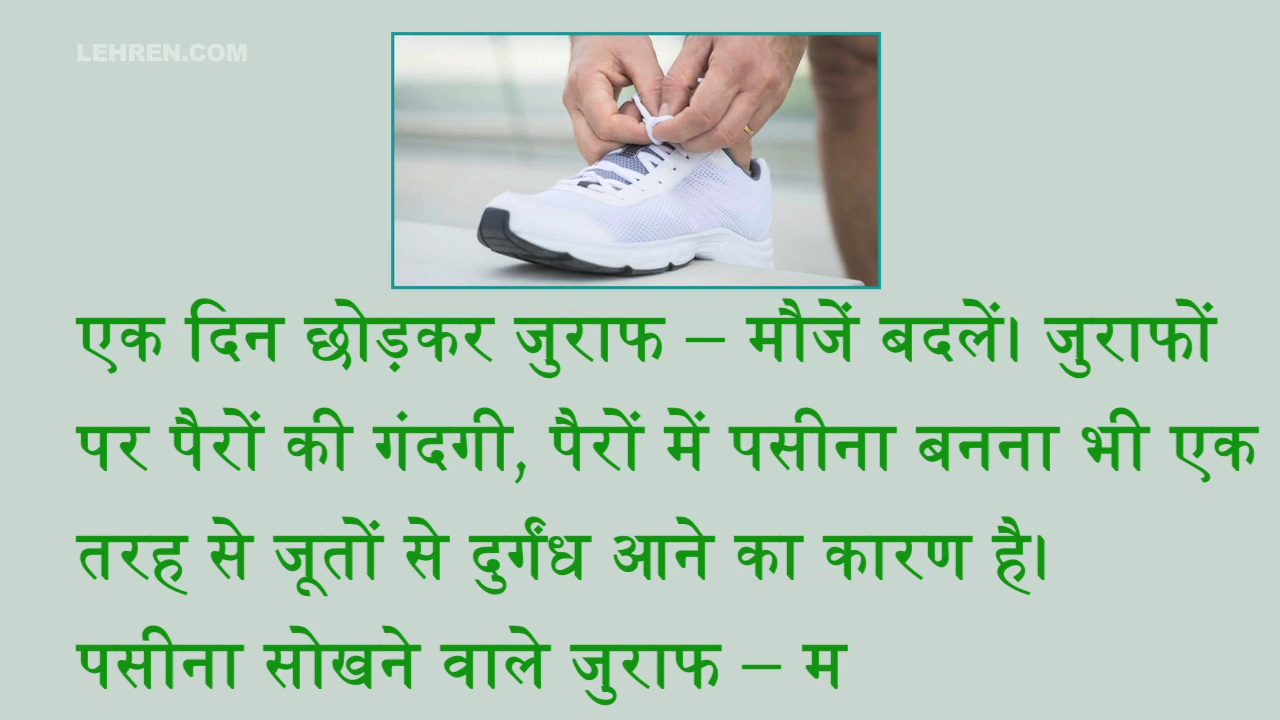 LEHREN.COM
एक दिन छोड़कर जुराफ – मौजें बदलें। जुराफों
पर पैरों की गंदगी, पैरों में पसीना बनना भी एक
तरह से जूतों से दुर्गंध आने का कारण है।
पसीना सोखने वाले जुराफ – म